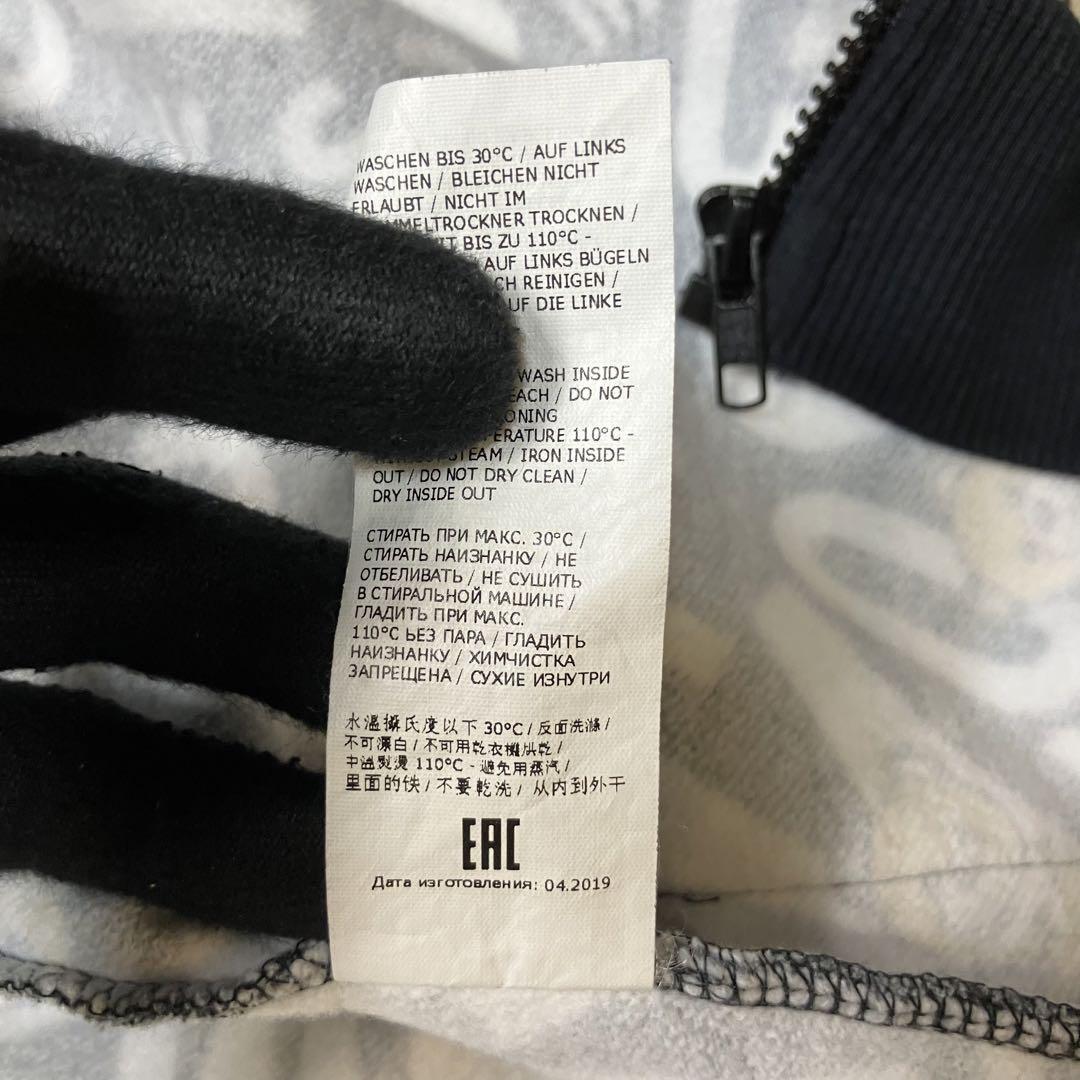 WASCHEN BIS 30°C / AUF LINKS
WASCHEN / BLEICHEN NICHT
ERLAUBT / NICHT IM
TROCKNEN /
BIS ZU 110°C -
AUF LINKS BÜGELN
REINIGEN /
DIE LINKE
WASH INSIDE
/ DO NOT
110°C -
STEAM / IRON INSIDE
OUT / DO NOT DRY CLEAN /
DRY INSIDE OUT
СТИРАТЬ ПРИ МАКС. 30°C /
СТИРАТЬ НАИЗНАНКУ / НЕ
ОТБЕЛИВАТЬ / НЕ СУШИТЬ
В СТИРАЛЬНОЙ МАШИНЕ /
ГЛАДИТЬ ПРИ МАКС.
110°C ЬЕЗ ПАРА / ГЛАДИТЬ
НАИЗНАНКУ / ХИМЧИСТКА
ЗАПРЕЩЕНА / СУХИЕ ИЗНУТРИ
水溫攝氏度以下 30°C / 反面洗滌 /
不可漂白 / 不可用乾衣機烘乾 /
中溫熨燙 110°C - 避免用蒸汽 /
里面的铁 / 不要乾洗 / 从内到外干
EAC
Дата изготовления: 04.2019